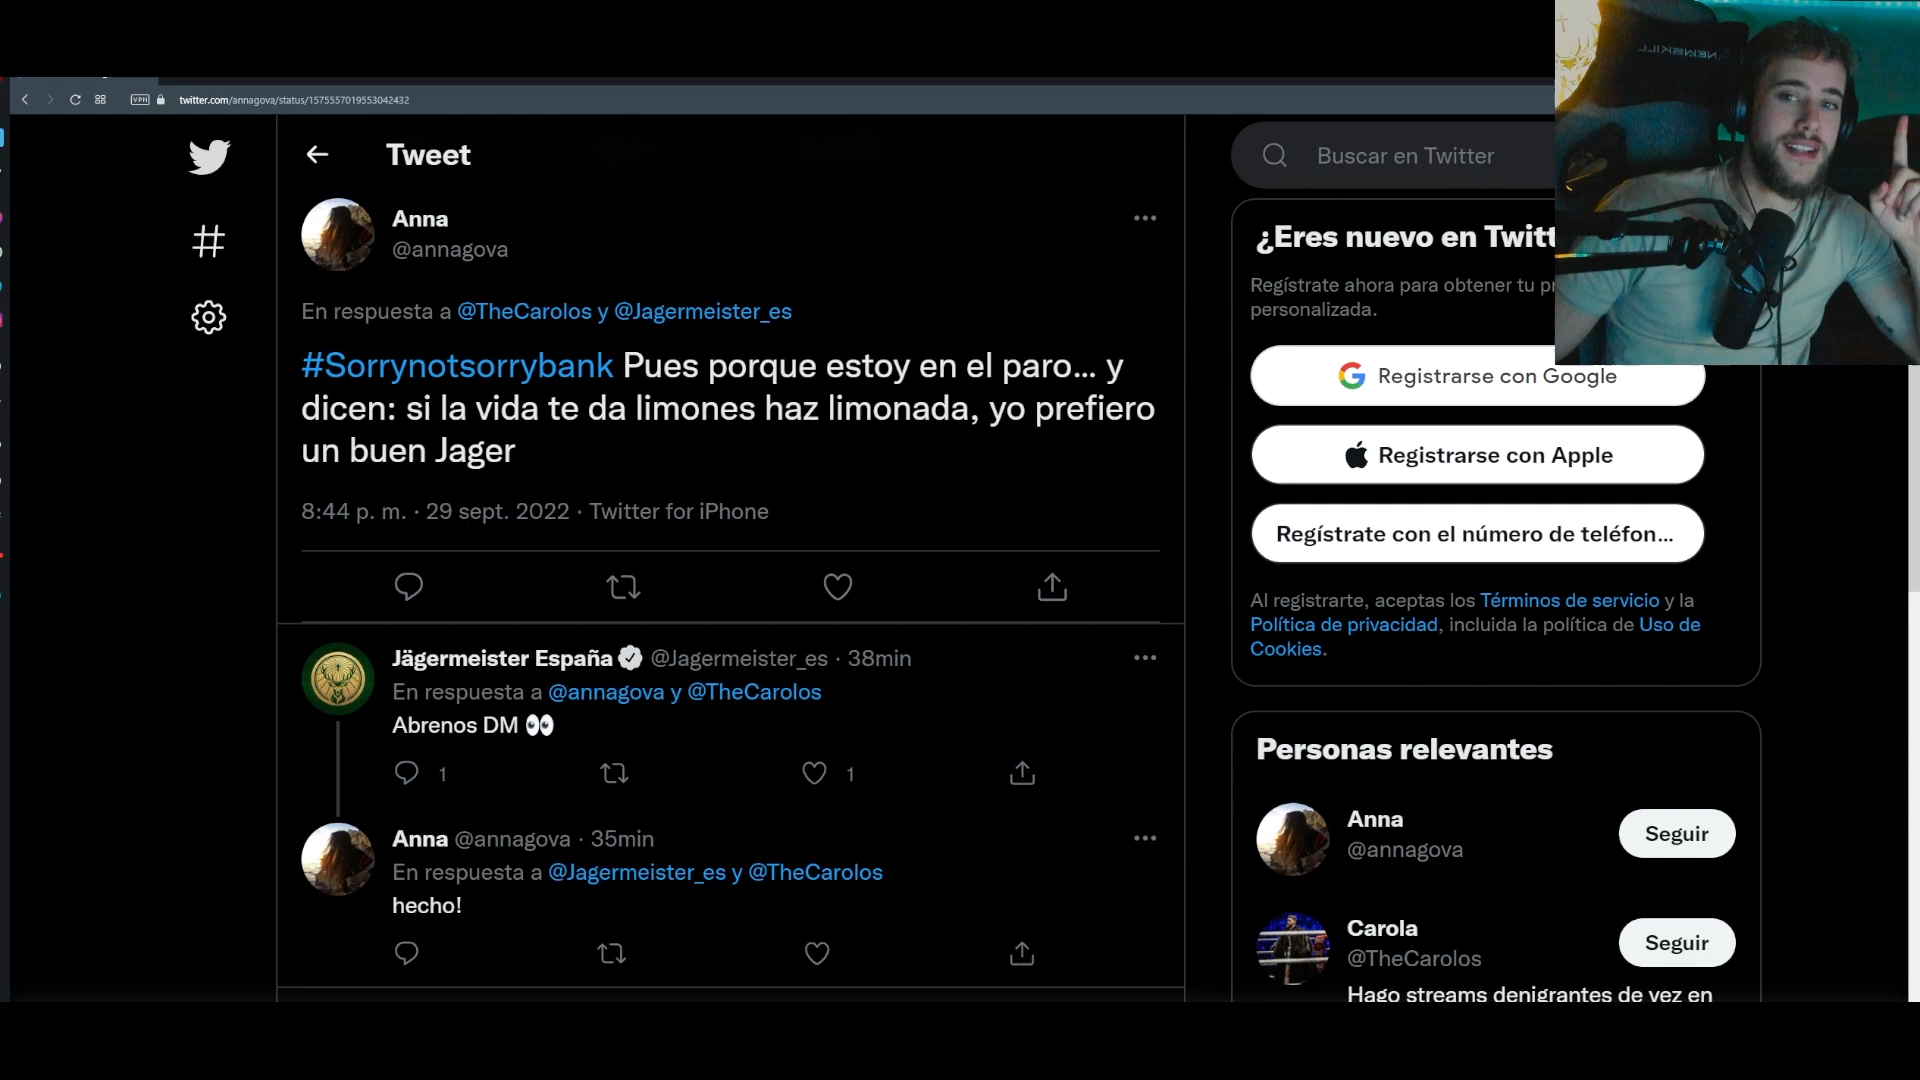 VPN
twitter.com/annagova/status/1575557019553042432
Tweet
Anna
@annagova
En respuesta a @TheCarolos y @Jagermeister_es
#Sorrynotsorrybank Pues porque estoy en el paro... y
dicen: si la vida te da limones haz limonada, yo prefiero
un buen Jager
8:44 p. m. · 29 sept. 2022 · Twitter for iPhone
Jägermeister España @Jagermeister_es · 38min
En respuesta a @annagova y @TheCarolos
Abrenos DM 👀
1
1
Anna @annagova · 35min
En respuesta a @Jagermeister_es y @TheCarolos
hecho!
Buscar en Twitter
¿Eres nuevo en Twitt
Regístrate ahora para obtener tu pr
personalizada.
Registrarse con Google
Registrarse con Apple
Regístrate con el número de teléfon...
Al registrarte, aceptas los Términos de servicio y la
Política de privacidad, incluida la política de Uso de
Cookies.
Personas relevantes
Anna
@annagova
Seguir
Carola
@TheCarolos
Seguir
Hago streams denigrantes de vez en
NEWSKILL